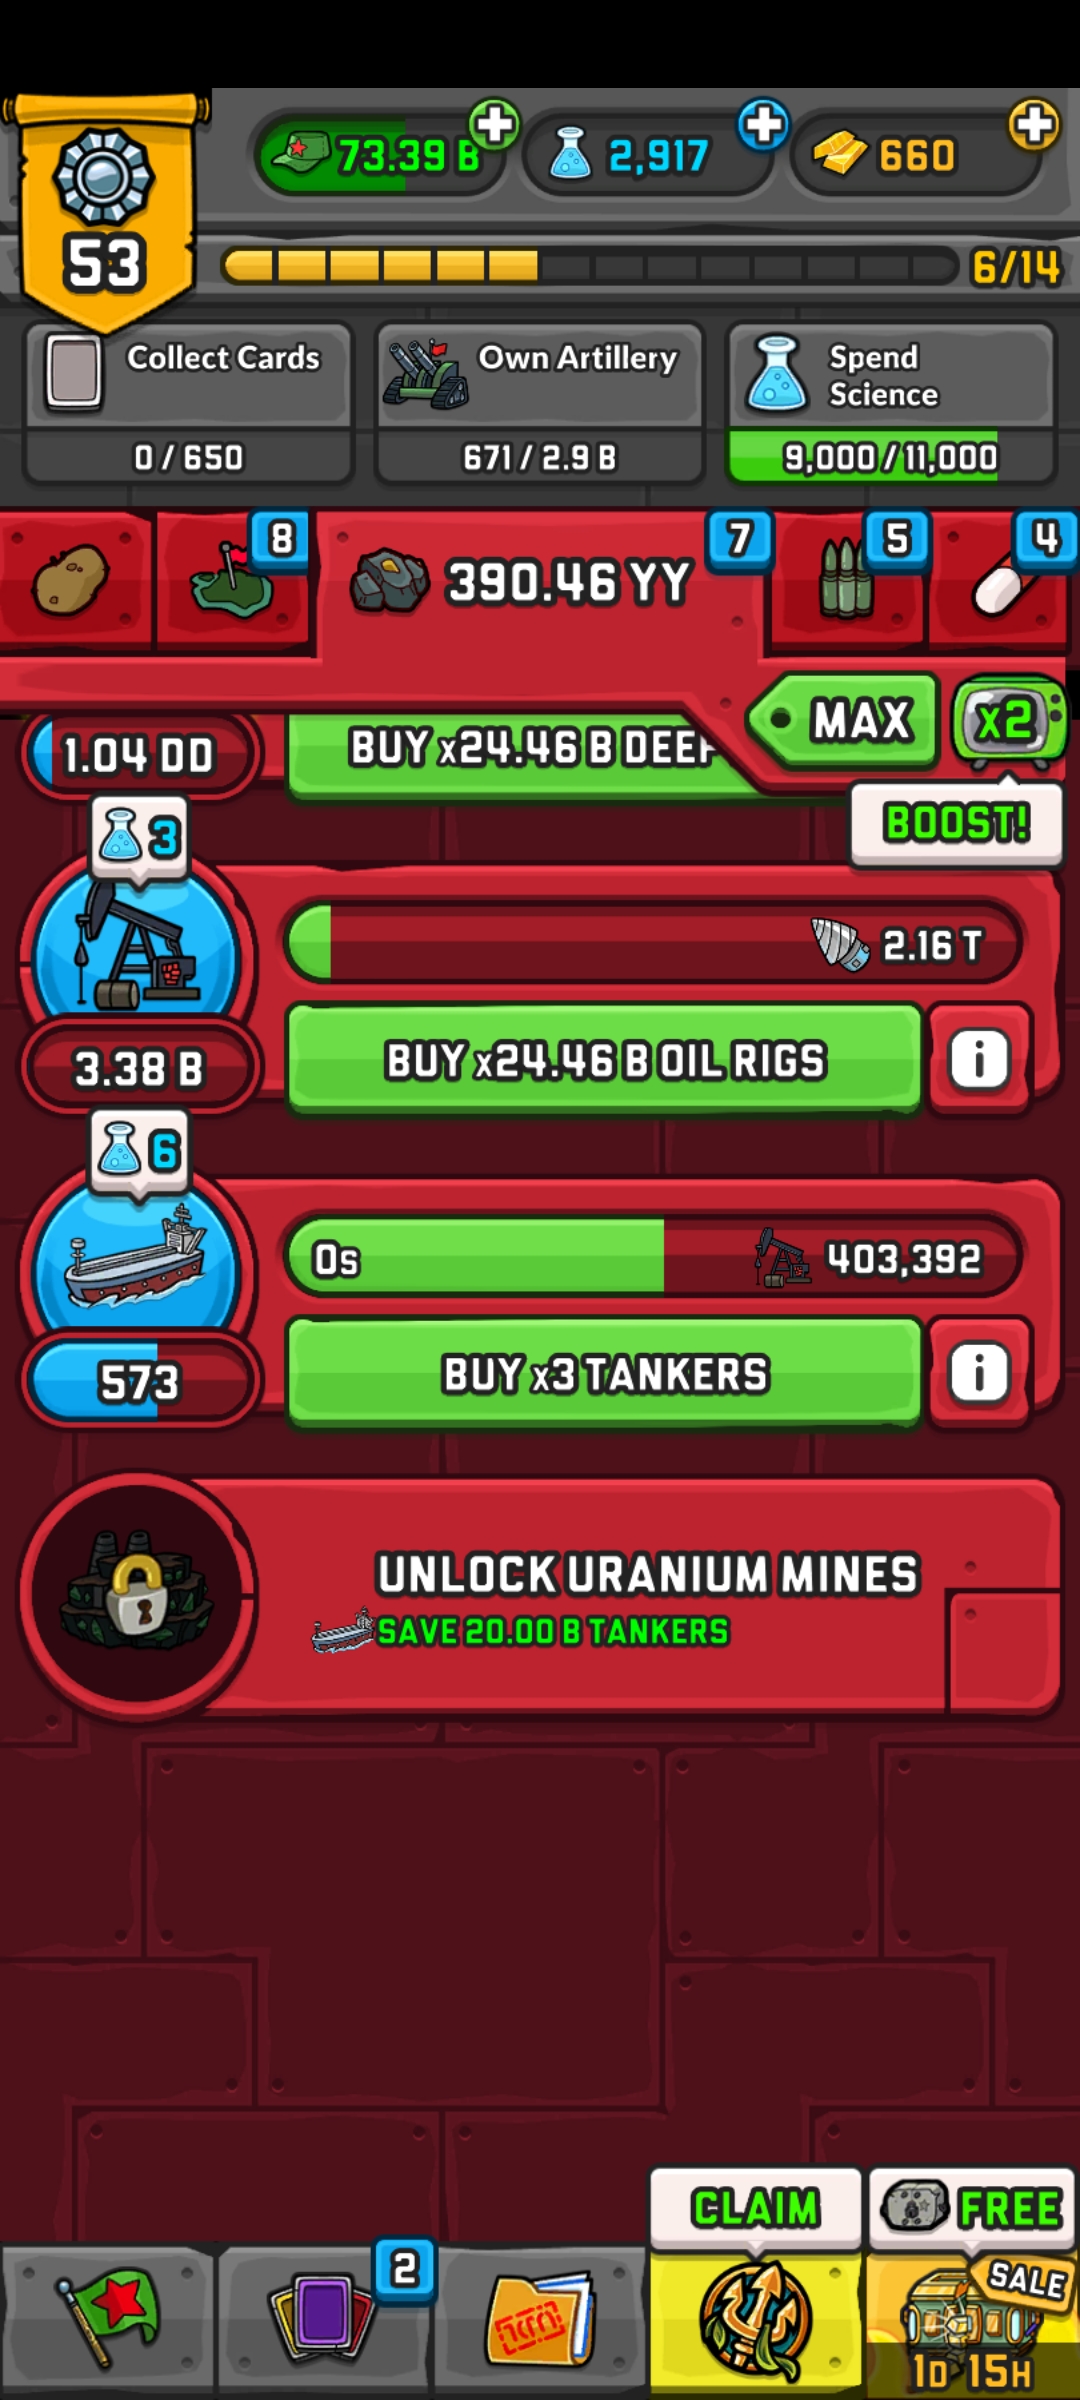 73.39 B
2,917
660
53
6/14
Collect Cards
0 / 650
Own Artillery
671 / 2.9 B
Spend
Science
9,000 / 11,000
8
390.46 YY
7
5
4
MAX
x2
BOOST!
1.04 DD
BUY x24.46 B DEEP
3
2.16 T
3.38 B
BUY x24.46 B OIL RIGS
i
6
0s
403,392
573
BUY x3 TANKERS
i
UNLOCK URANIUM MINES
SAVE 20.00 B TANKERS
CLAIM
FREE
2
SALE
1D 15H